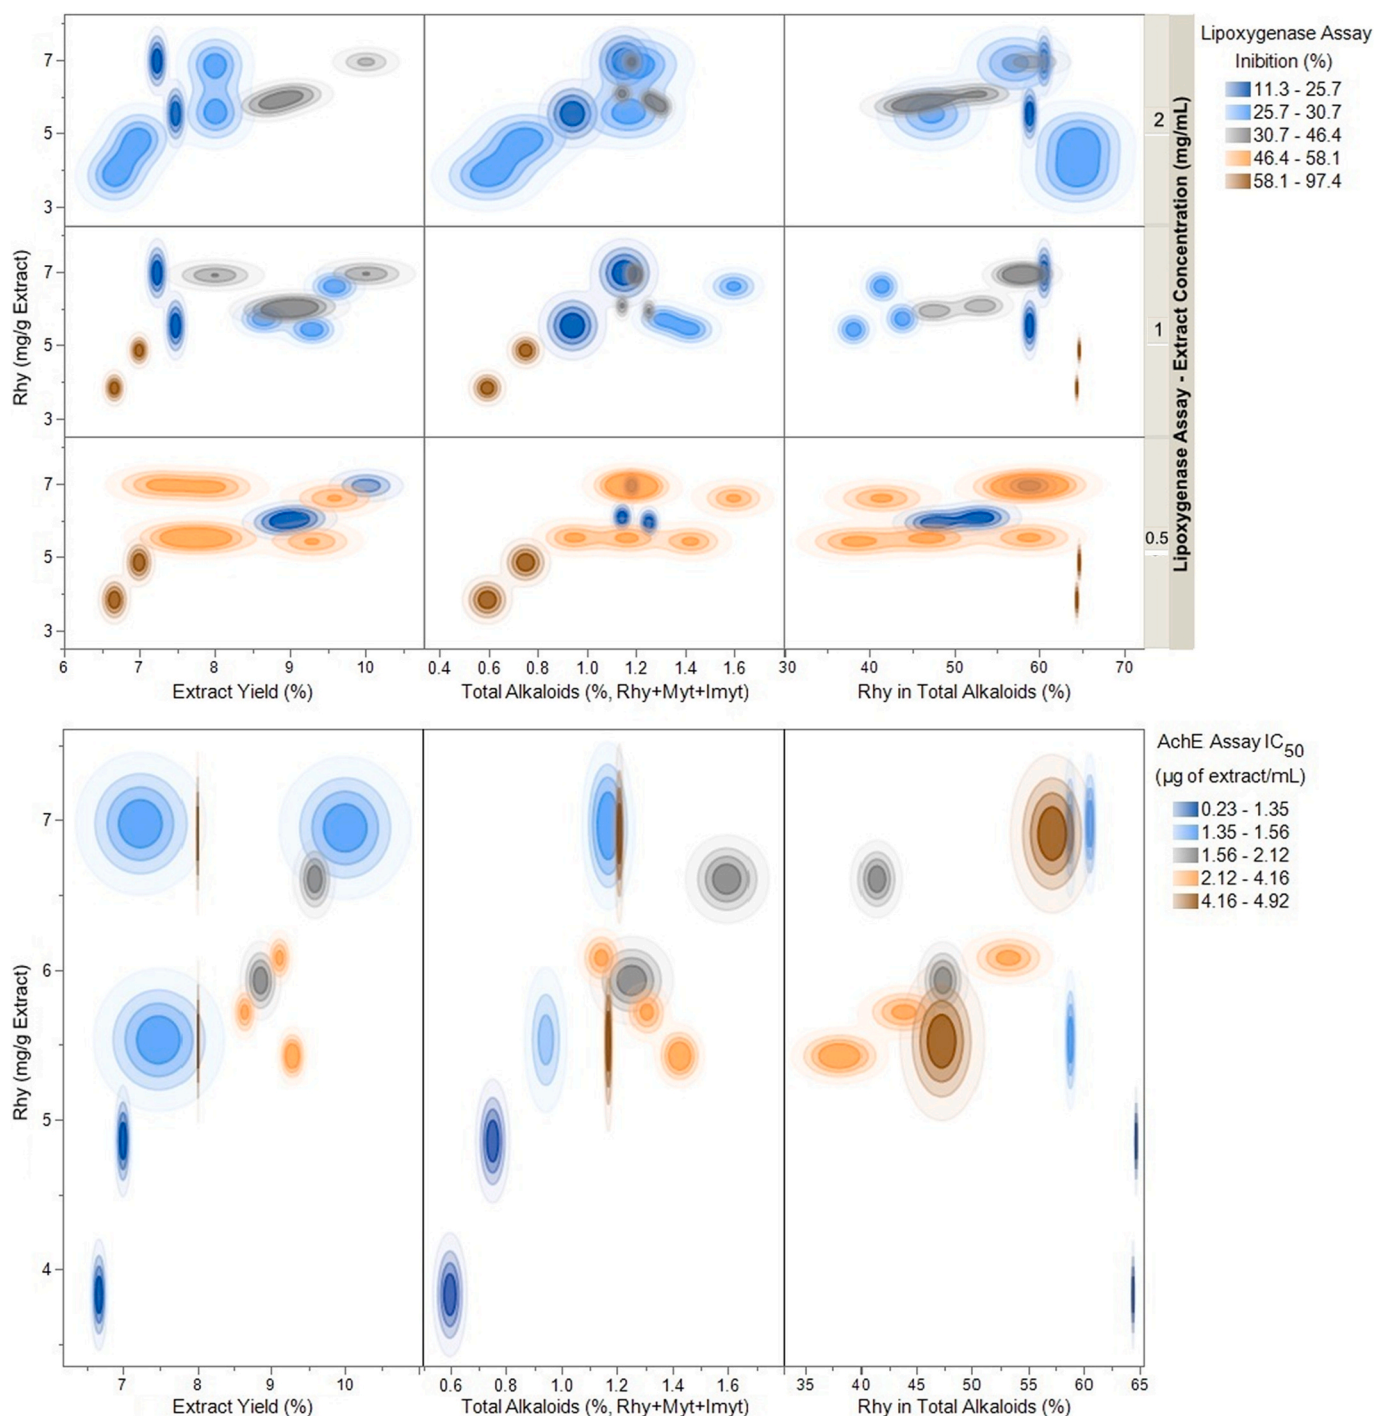 Lipoxygenase Assay
Inibition (%)
11.3 - 25.7
25.7 - 30.7
30.7 - 46.4
46.4 - 58.1
58.1 - 97.4
7
5
3
2
7
5
3
1
7
5
3
0.5
Rhy (mg/g Extract)
Lipoxygenase Assay - Extract Concentration (mg/mL)
6 7 8 9 10
0.4 0.6 0.8 1.0 1.2 1.4 1.6
30 40 50 60 70
Extract Yield (%)
Total Alkaloids (%, Rhy+Myt+Imyt)
Rhy in Total Alkaloids (%)
AchE Assay IC50
(µg of extract/mL)
0.23 - 1.35
1.35 - 1.56
1.56 - 2.12
2.12 - 4.16
4.16 - 4.92
7
6
5
4
Rhy (mg/g Extract)
7 8 9 10
0.6 0.8 1.0 1.2 1.4 1.6
35 40 45 50 55 60 65
Extract Yield (%)
Total Alkaloids (%, Rhy+Myt+Imyt)
Rhy in Total Alkaloids (%)